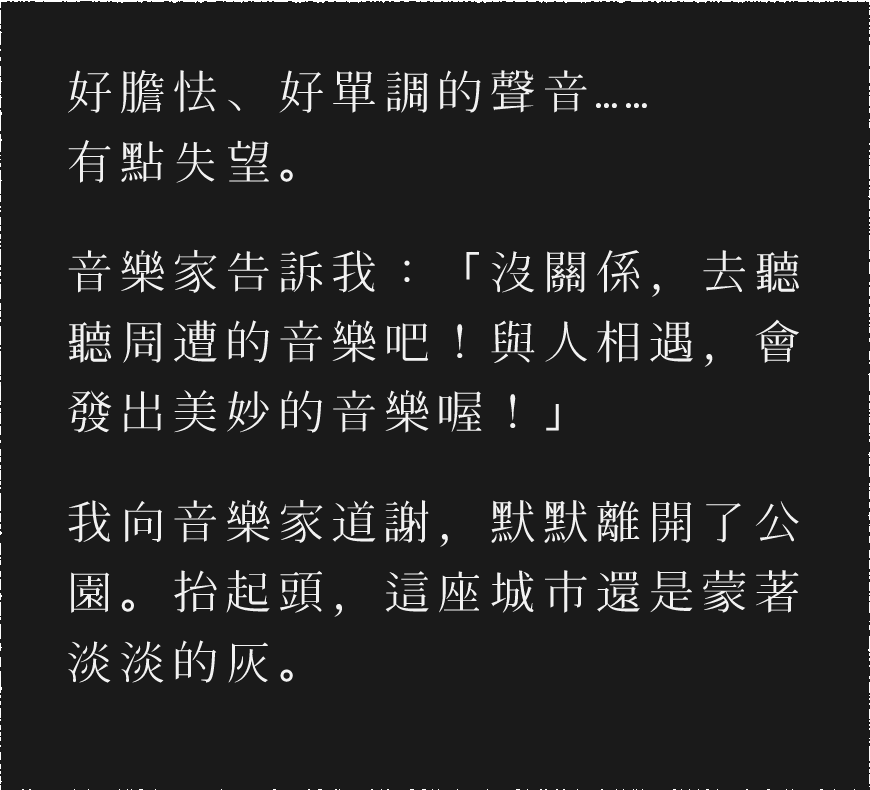 好膽怯、好單調的聲音……
有點失望。
音樂家告訴我：「沒關係，去聽
聽周遭的音樂吧！與人相遇，會
發出美妙的音樂喔！」
我向音樂家道謝，默默離開了公
園。抬起頭，這座城市還是蒙著
淡淡的灰。